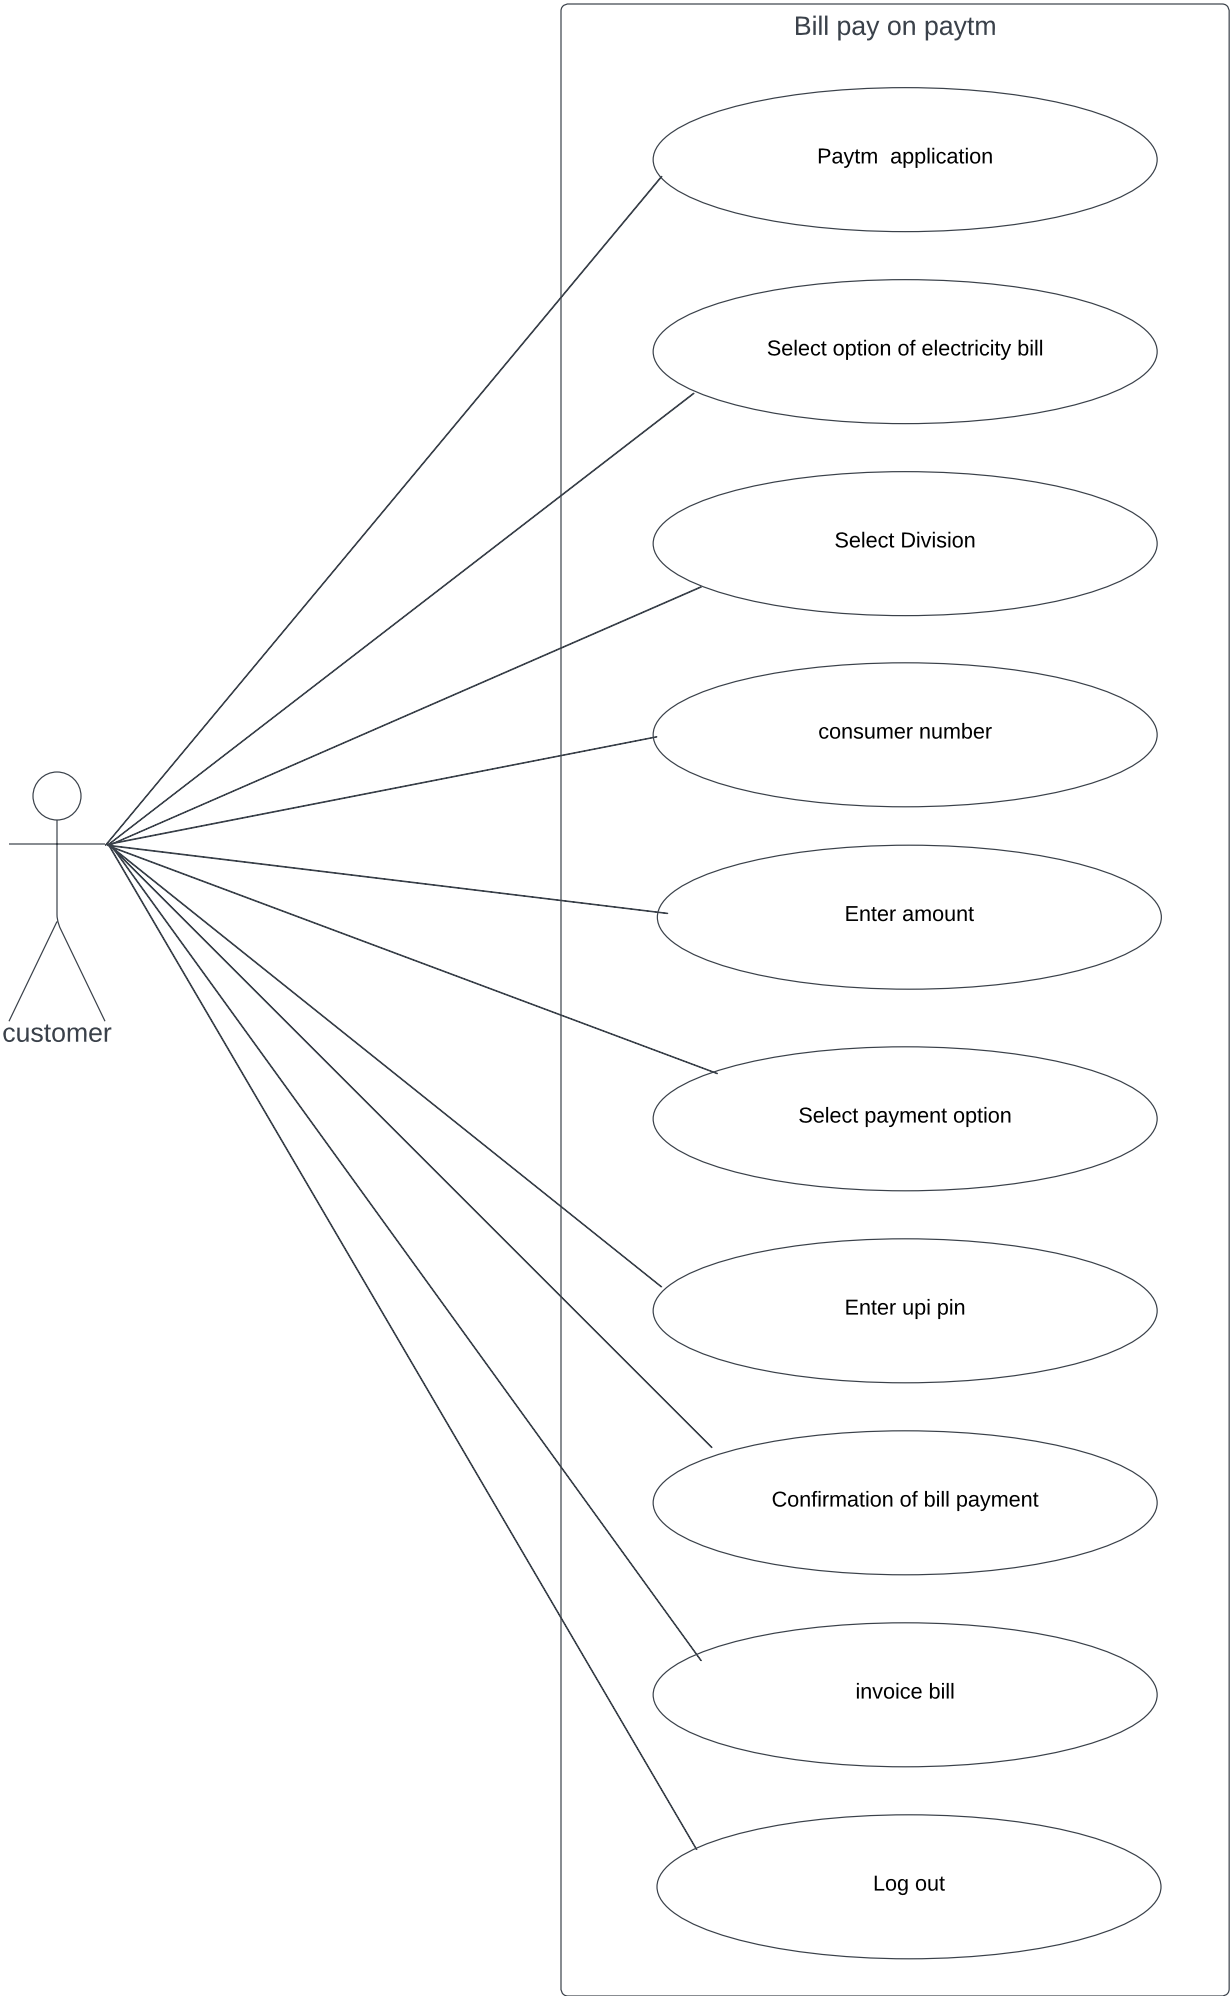 Bill pay on paytm
Paytm  application
Select option of electricity bill
Select Division
consumer number
Enter amount
customer
Select payment option
Enter upi pin
Confirmation of bill payment
invoice bill
Log out